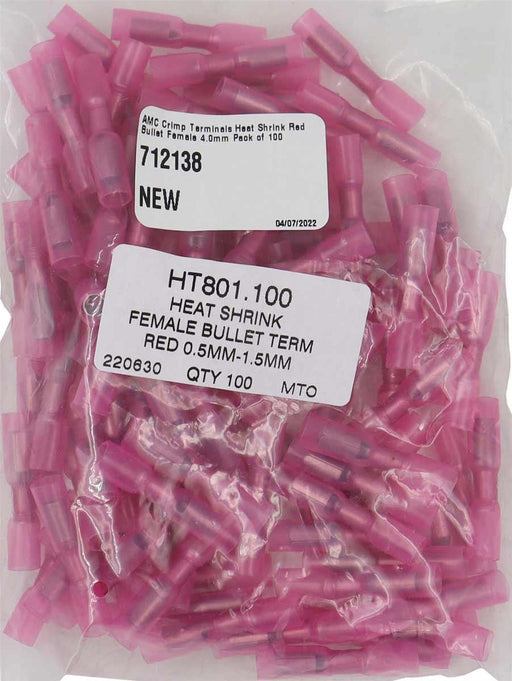 AMC Crimp Terminals Heat Shrink Red
Bullet Female 4.0mm Pack of 100
712138
NEW
04/07/2022
HT801.100
HEAT SHRINK
FEMALE BULLET TERM
RED 0.5MM-1.5MM
220630 QTY 100 MTO